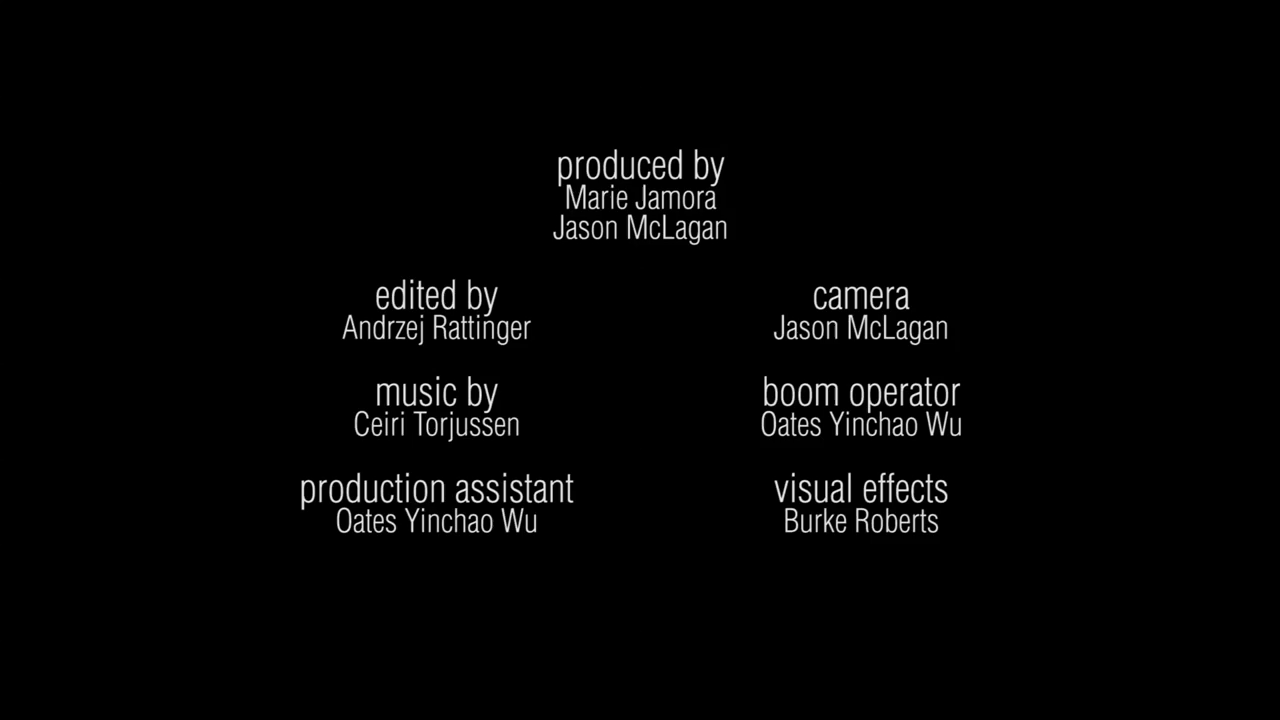 produced by
Marie Jamora
Jason McLagan
edited by
Andrzej Rattinger
camera
Jason McLagan
music by
Ceiri Torjussen
boom operator
Oates Yinchao Wu
production assistant
Oates Yinchao Wu
visual effects
Burke Roberts